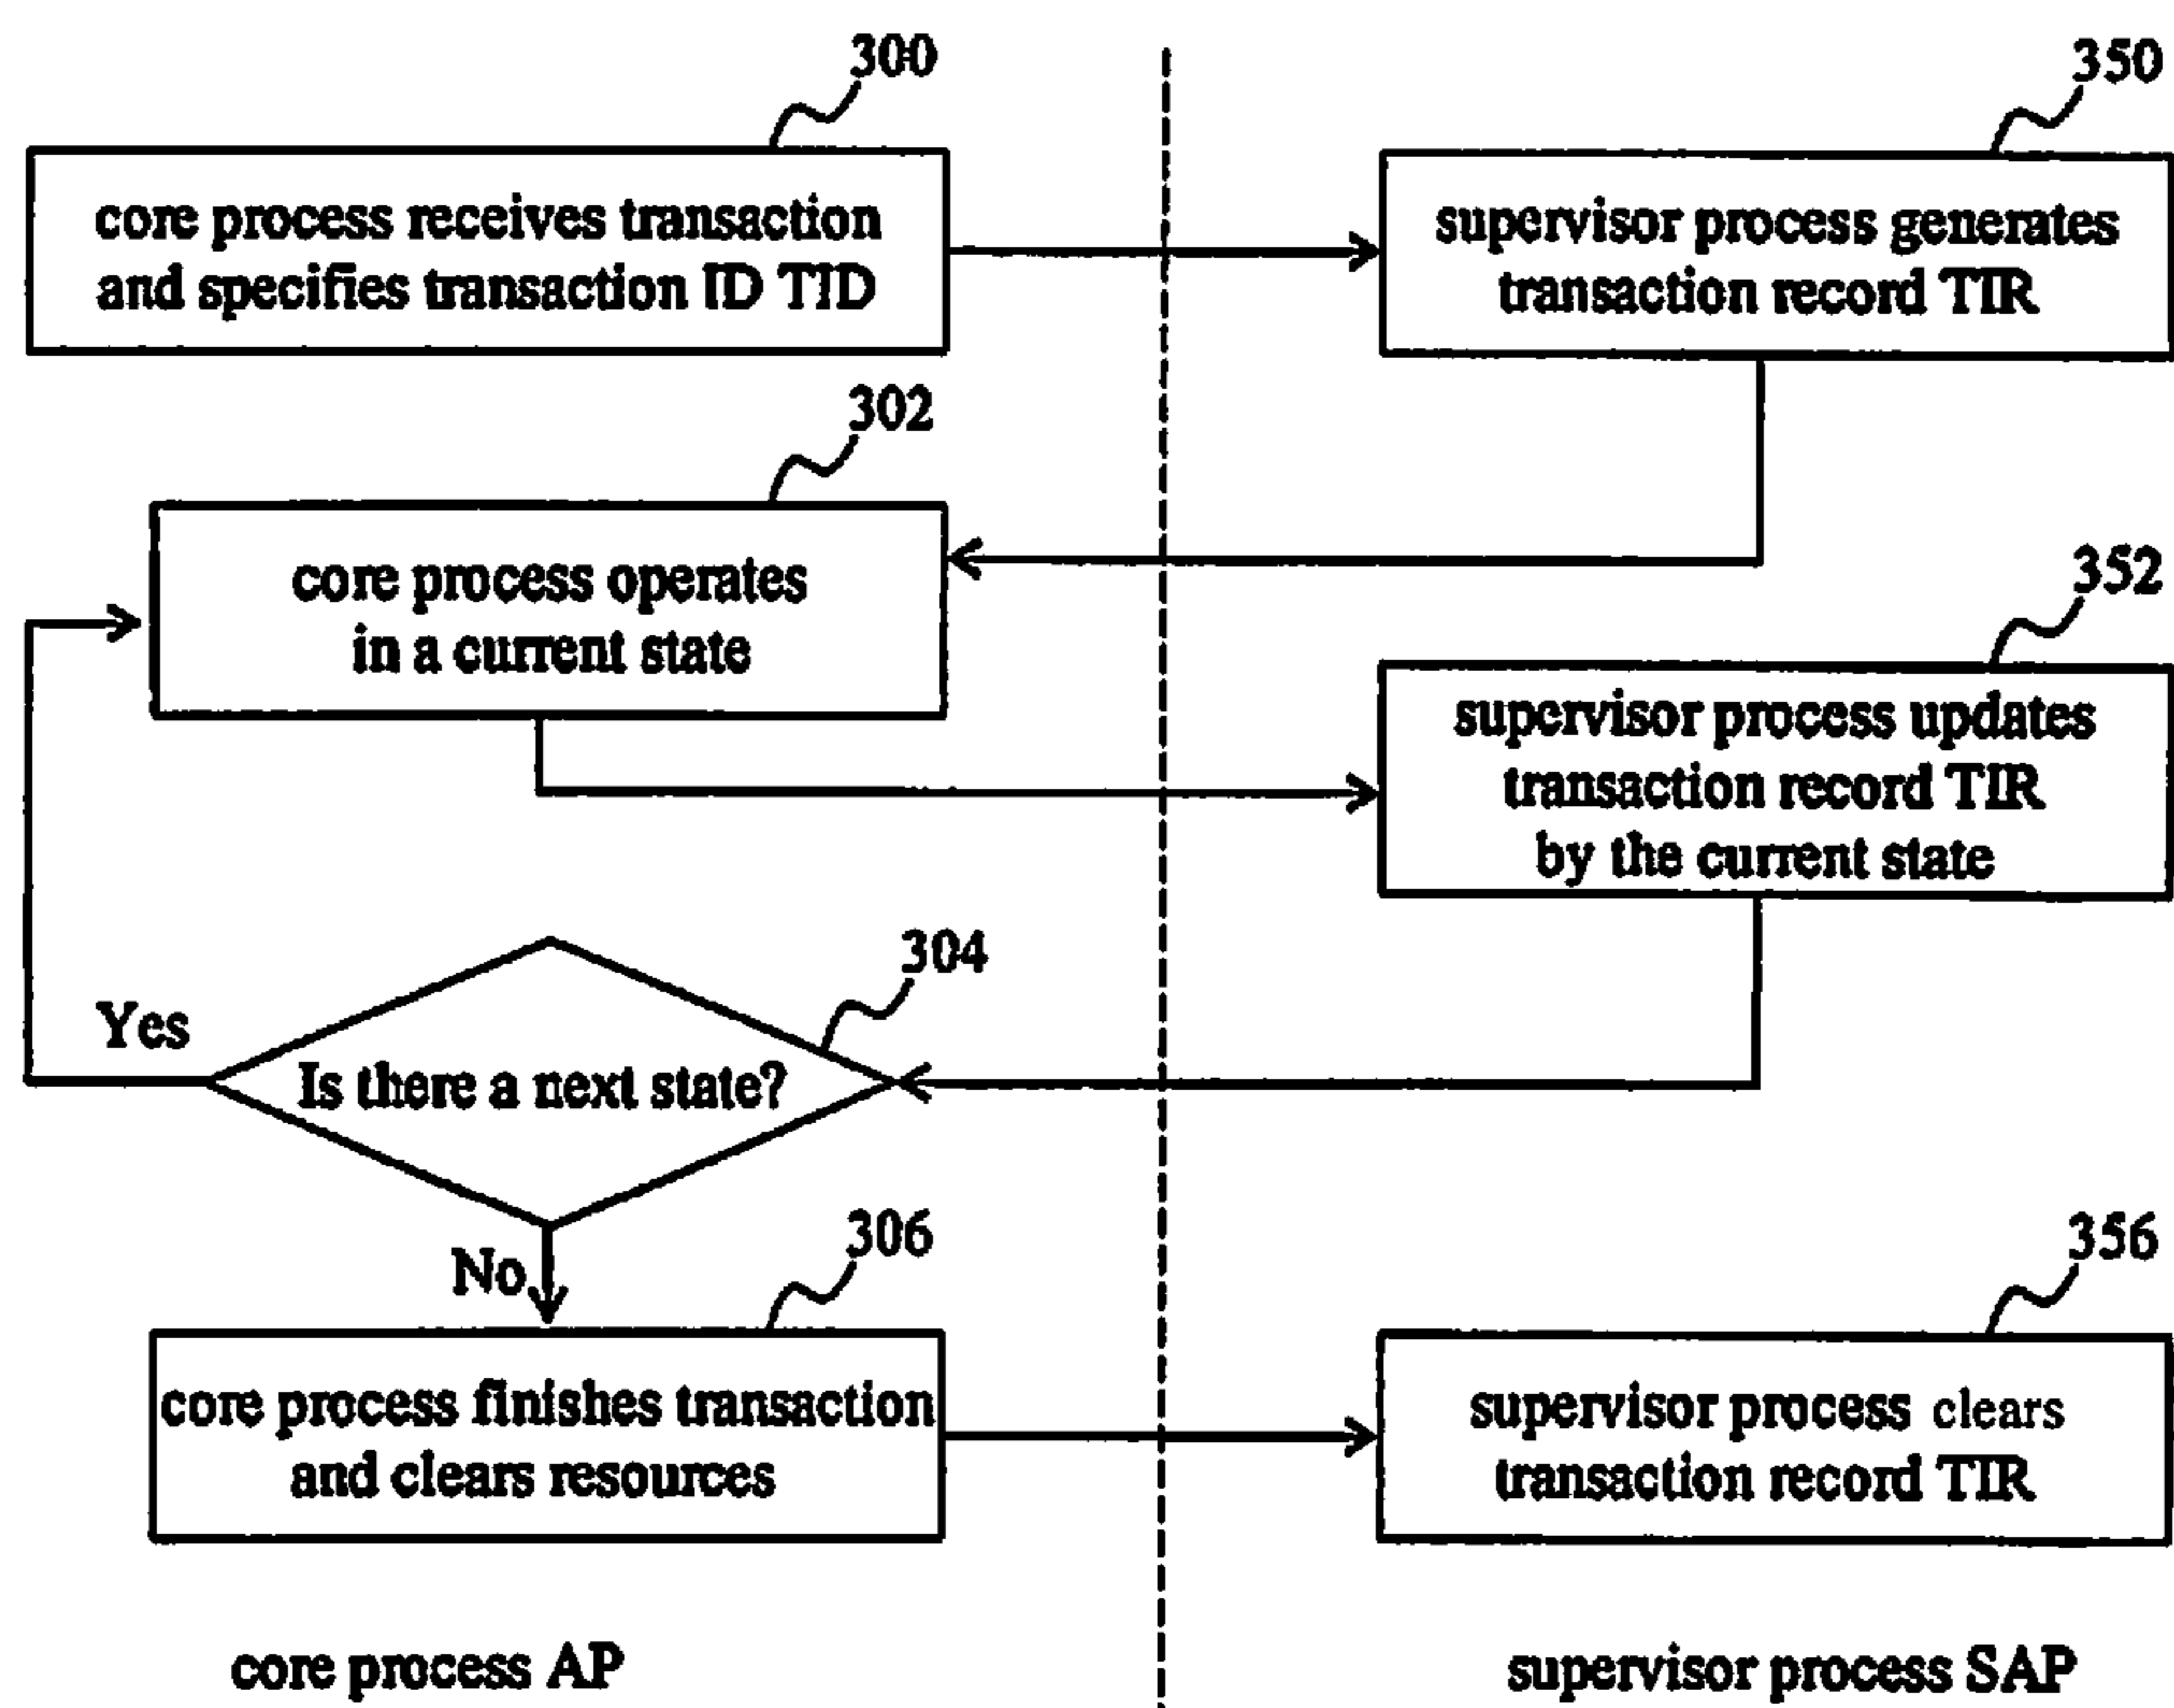 300
350
core process receives transaction
and specifies transaction ID TID
supervisor process generates
transaction record TIR
302
core process operates
in a current state
352
supervisor process updates
transaction record TIR
by the current state
304
Yes
Is there a next state?
No
306
356
core process finishes transaction
and clears resources
supervisor process clears
transaction record TIR
core process AP
supervisor process SAP